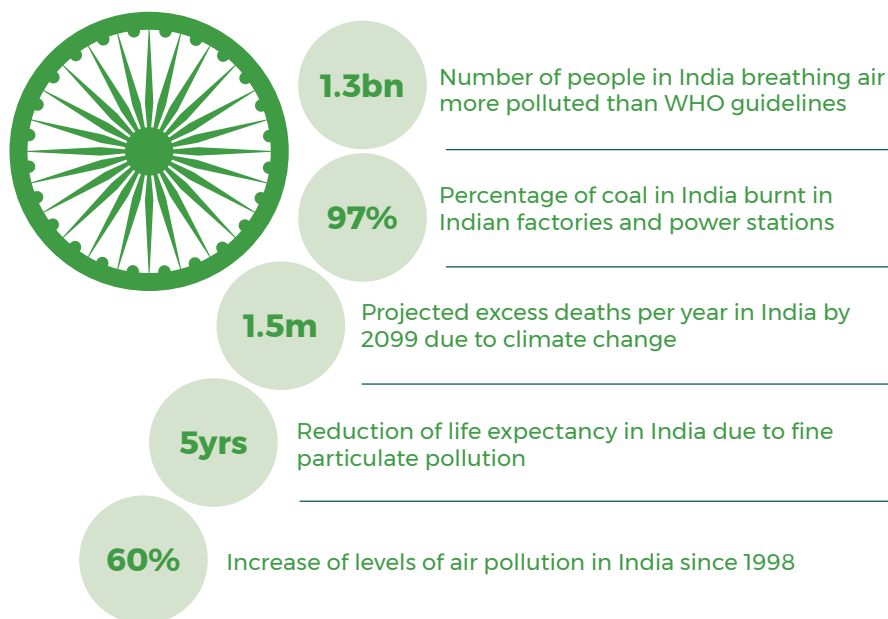 1.3bn
Number of people in India breathing air
more polluted than WHO guidelines
97%
Percentage of coal in India burnt in
Indian factories and power stations
1.5m
Projected excess deaths per year in India by
2099 due to climate change
5yrs
Reduction of life expectancy in India due to fine
particulate pollution
60%
Increase of levels of air pollution in India since 1998